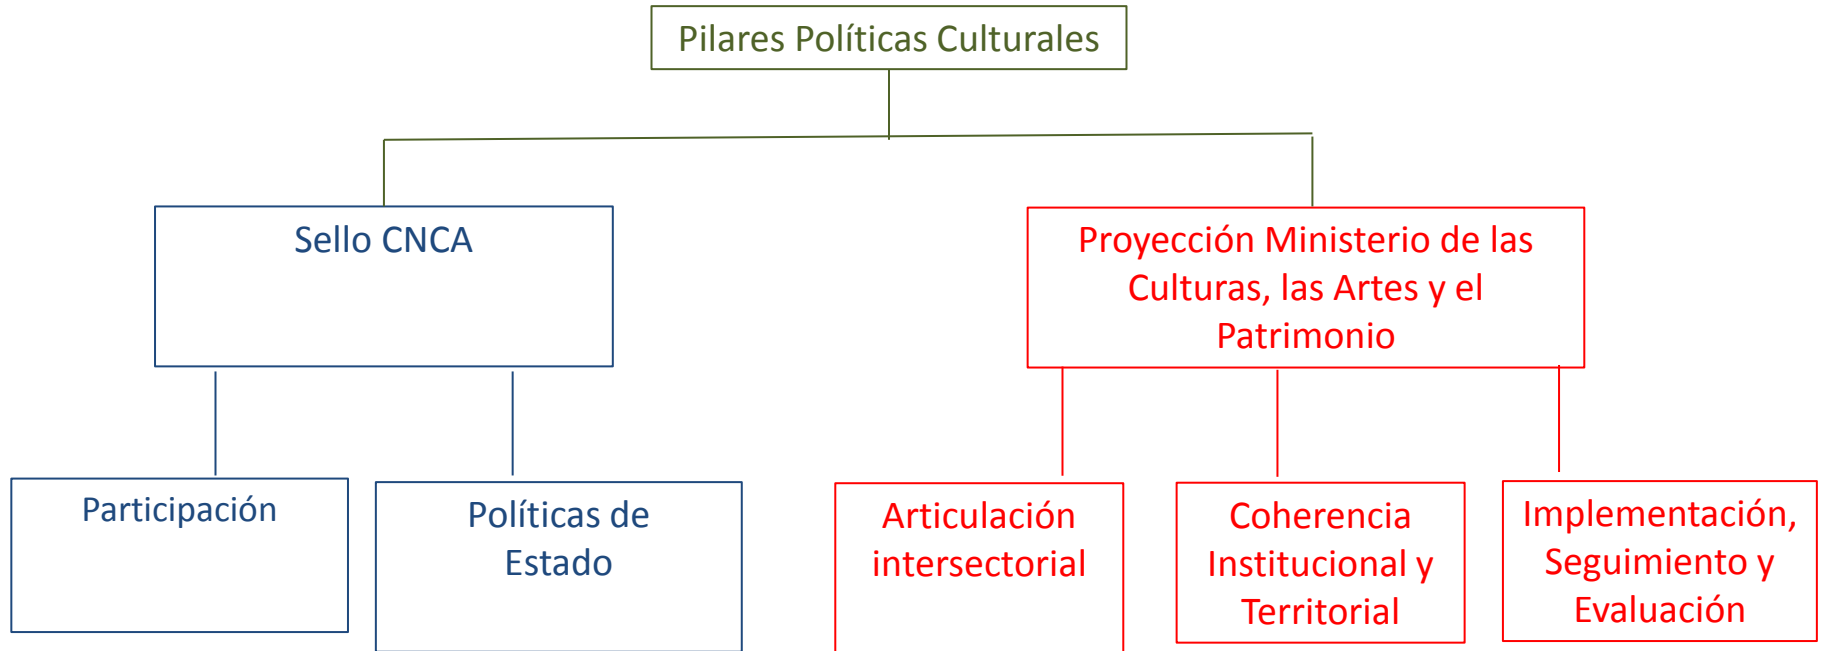 Pilares Políticas Culturales
Sello CNCA
Proyección Ministerio de las
Culturas, las Artes y el
Patrimonio
Participación
Políticas de
Estado
Articulación
intersectorial
Coherencia
Institucional y
Territorial
Implementación,
Seguimiento y
Evaluación